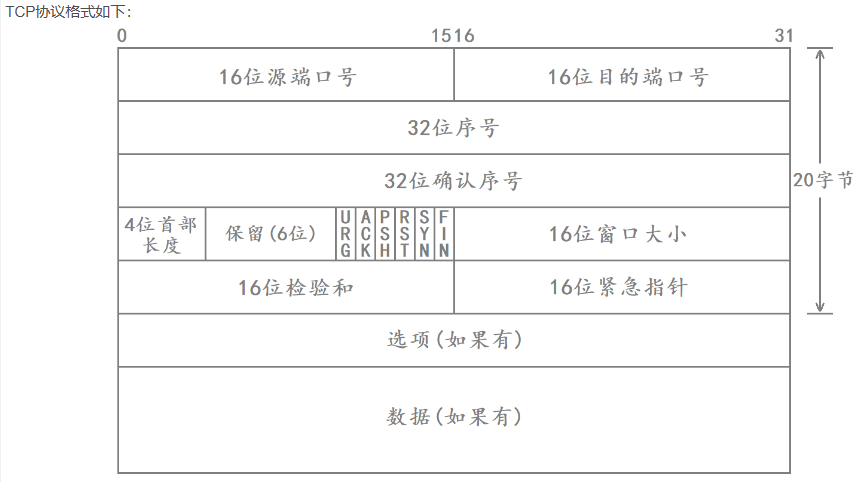 TCP协议格式如下：
0 1516 31
16位源端口号 16位目的端口号
32位序号
32位确认序号
20字节
4位首部长度 保留(6位) URG ACK PSH RST SYN FIN 16位窗口大小
16位检验和 16位紧急指针
选项(如果有)
数据(如果有)